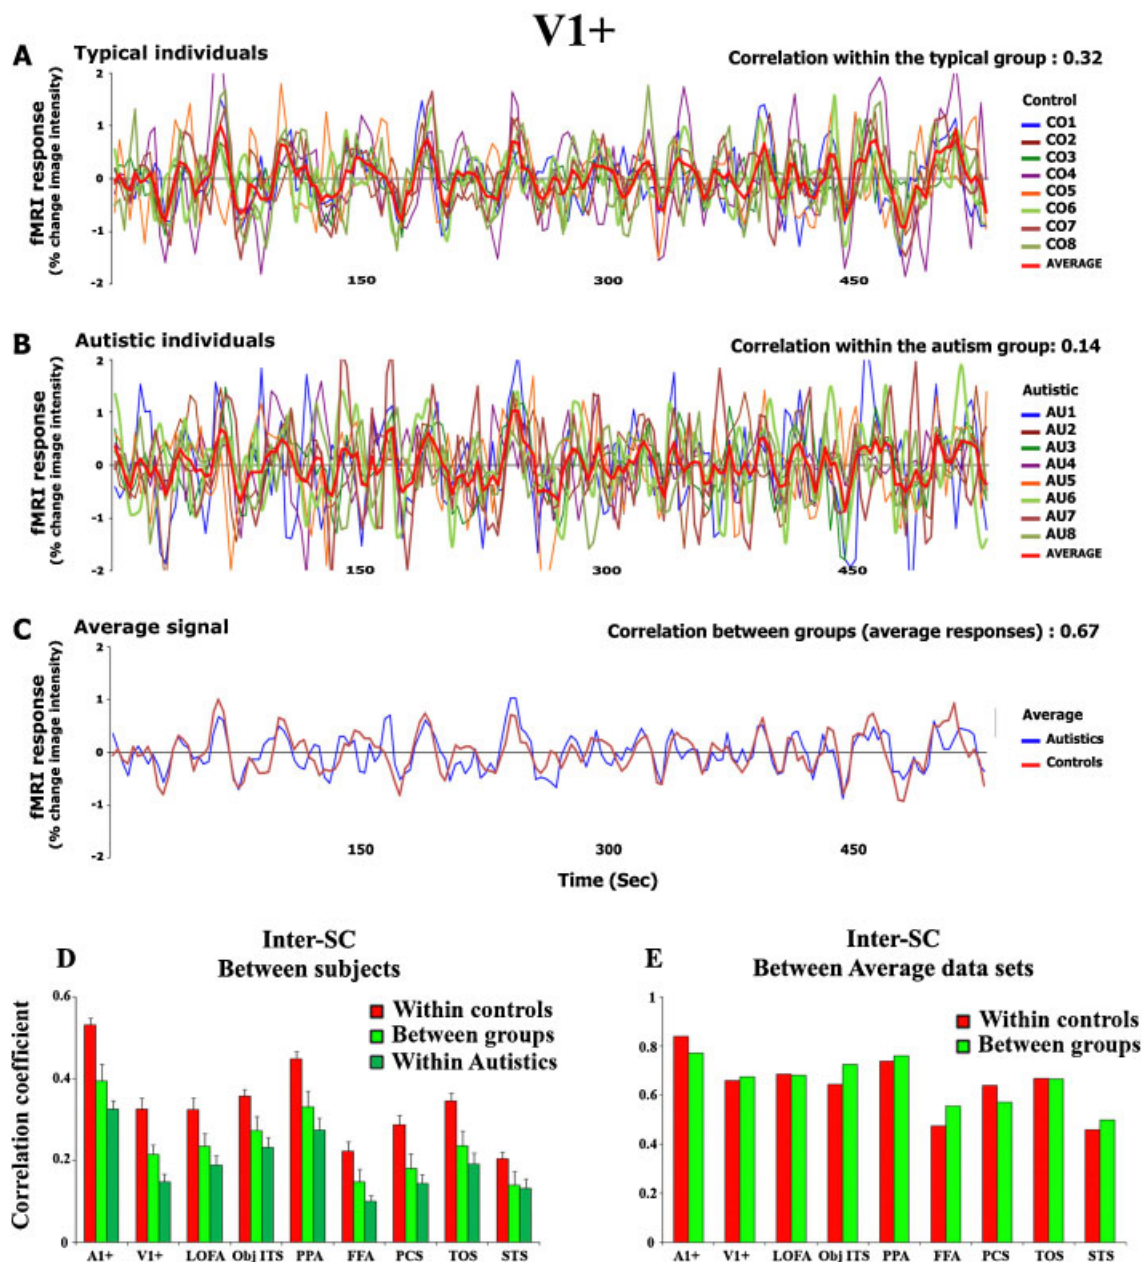 V1+
A Typical individuals
Correlation within the typical group : 0.32
fMRI response
(% change image intensity)
2
1
0
-1
-2
150
300
450
Control
CO1
CO2
CO3
CO4
CO5
CO6
CO7
CO8
AVERAGE
B Autistic individuals
Correlation within the autism group: 0.14
fMRI response
(% change image intensity)
2
1
0
-1
-2
150
300
450
Autistic
AU1
AU2
AU3
AU4
AU5
AU6
AU7
AU8
AVERAGE
C Average signal
Correlation between groups (average responses) : 0.67
fMRI response
(% change image intensity)
2
1
0
-1
-2
150
300
450
Time (Sec)
Average
Autistics
Controls
D
Inter-SC
Between subjects
Correlation coefficient
0.6
0.4
0.2
0
Within controls
Between groups
Within Autistics
A1+ V1+ LOFA Obj ITS PPA FFA PCS TOS STS
E
Inter-SC
Between Average data sets
1
0.8
0.6
0.4
0.2
0
Within controls
Between groups
A1+ V1+ LOFA Obj ITS PPA FFA PCS TOS STS